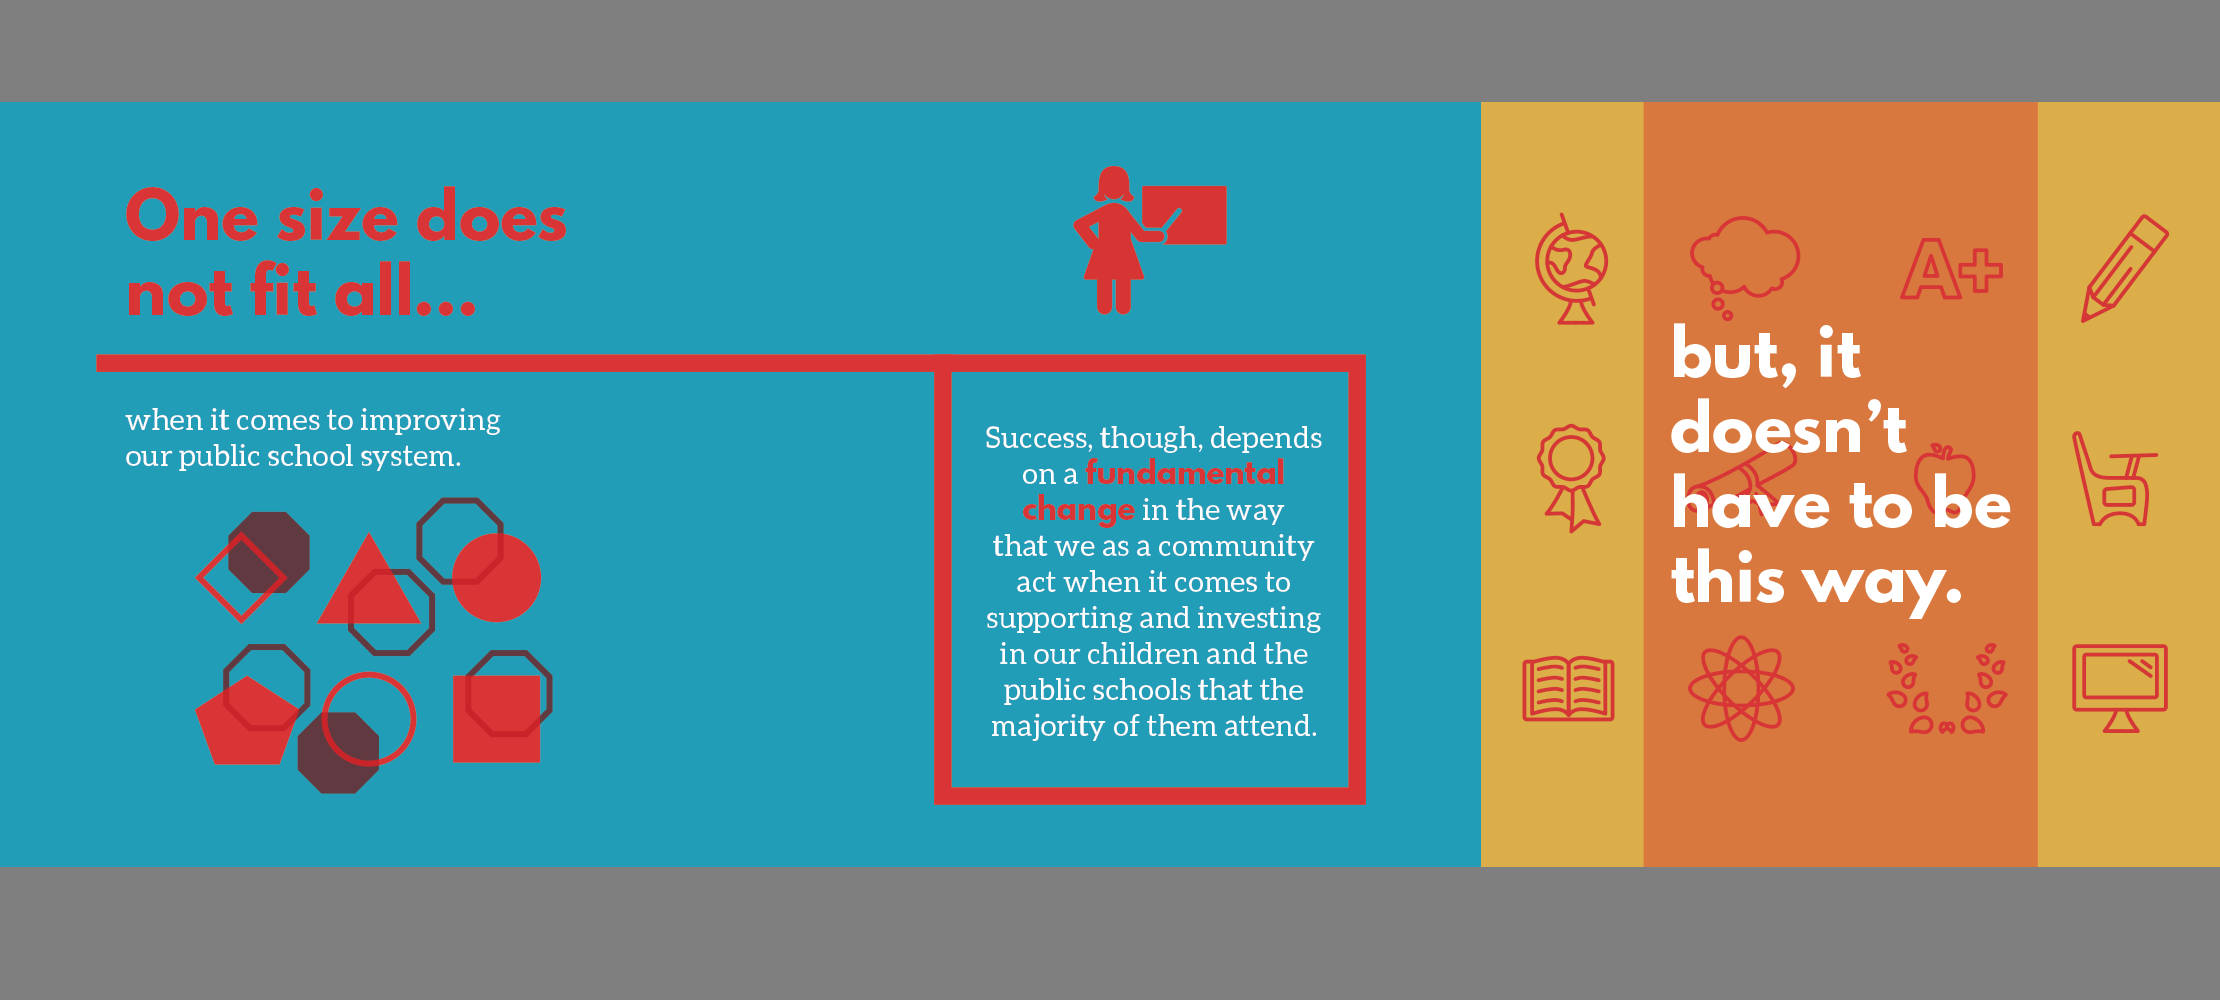 One size does
not fit all...
when it comes to improving
our public school system.
Success, though, depends
on a fundamental
change in the way
that we as a community
act when it comes to
supporting and investing
in our children and the
public schools that the
majority of them attend.
A+
but, it
doesn’t
have to be
this way.